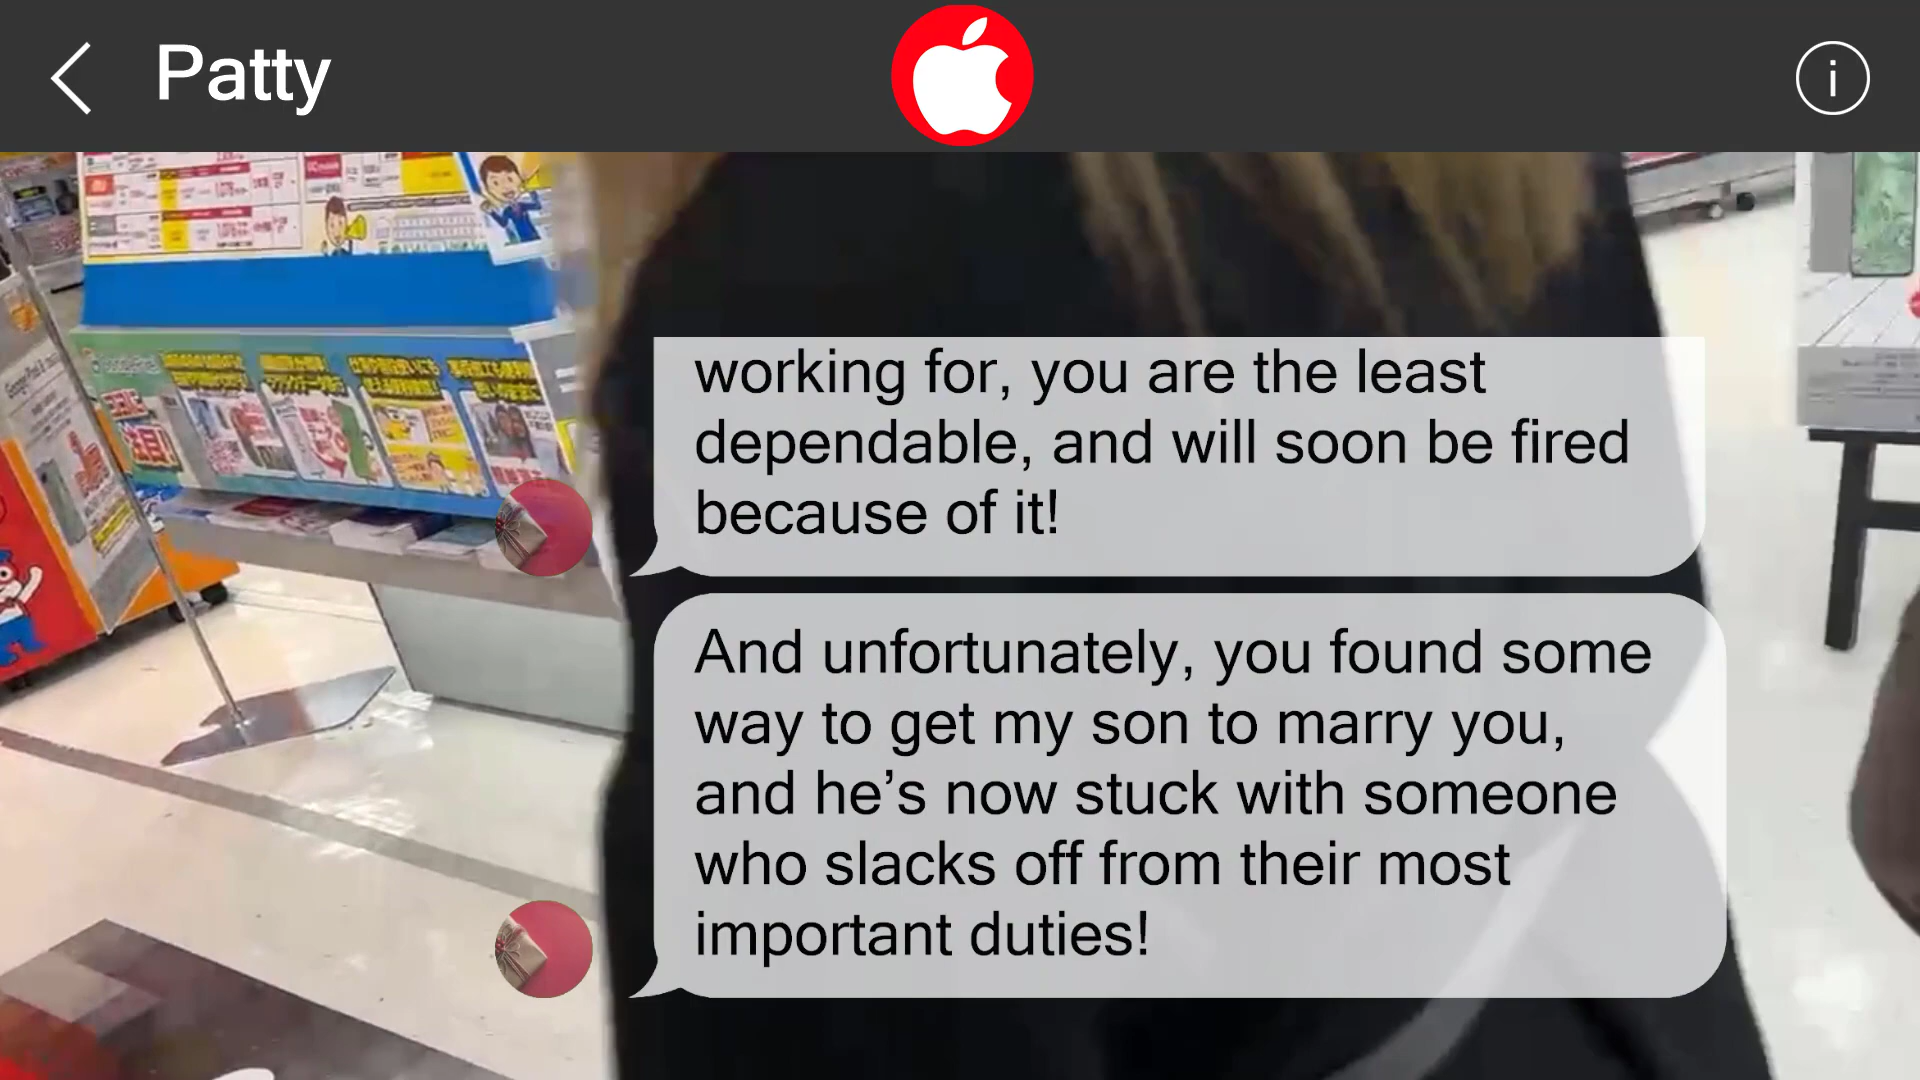 Patty
working for, you are the least
dependable, and will soon be fired
because of it!
And unfortunately, you found some
way to get my son to marry you,
and he’s now stuck with someone
who slacks off from their most
important duties!
注目!